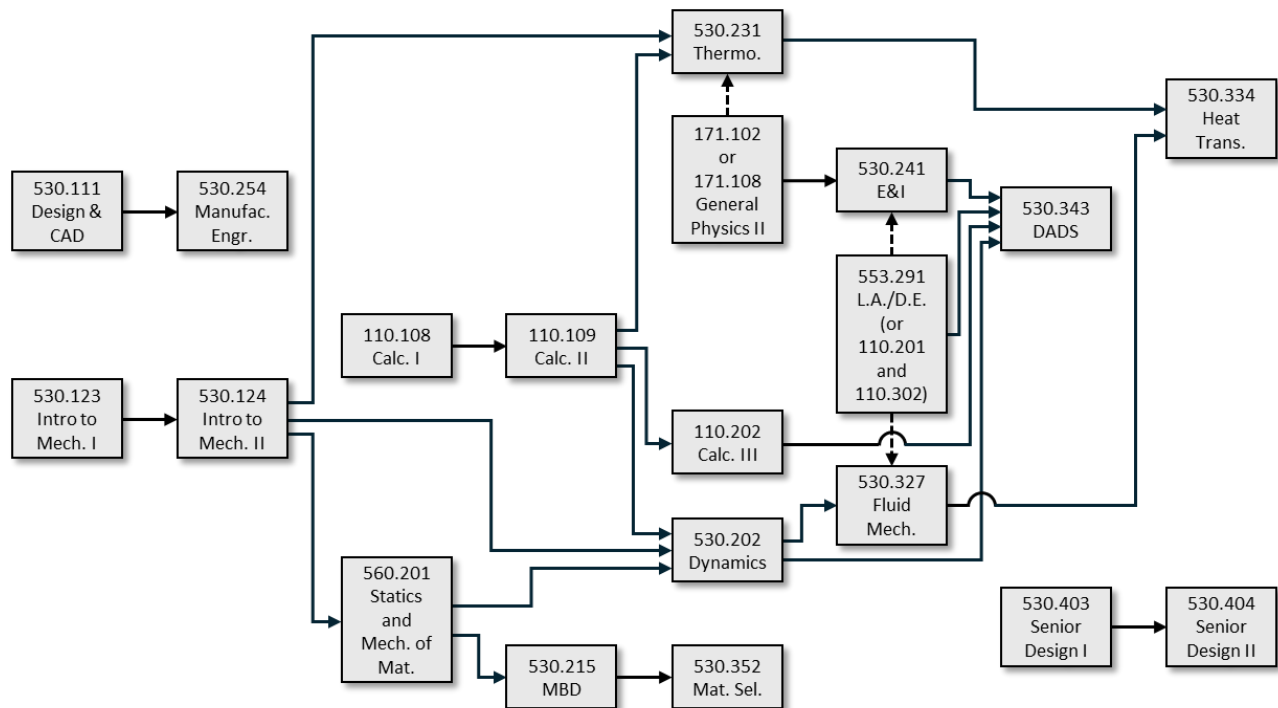 530.231
Thermo.
530.334
Heat
Trans.
171.102
or
171.108
General
Physics II
530.241
E&I
530.111
Design &
CAD
530.254
Manufac.
Engr.
530.343
DADS
553.291
L.A./D.E.
(or
110.201
and
110.302)
110.108
Calc. I
110.109
Calc. II
530.123
Intro to
Mech. I
530.124
Intro to
Mech. II
110.202
Calc. III
530.327
Fluid
Mech.
530.202
Dynamics
560.201
Statics
and
Mech. of
Mat.
530.403
Senior
Design I
530.404
Senior
Design II
530.215
MBD
530.352
Mat. Sel.